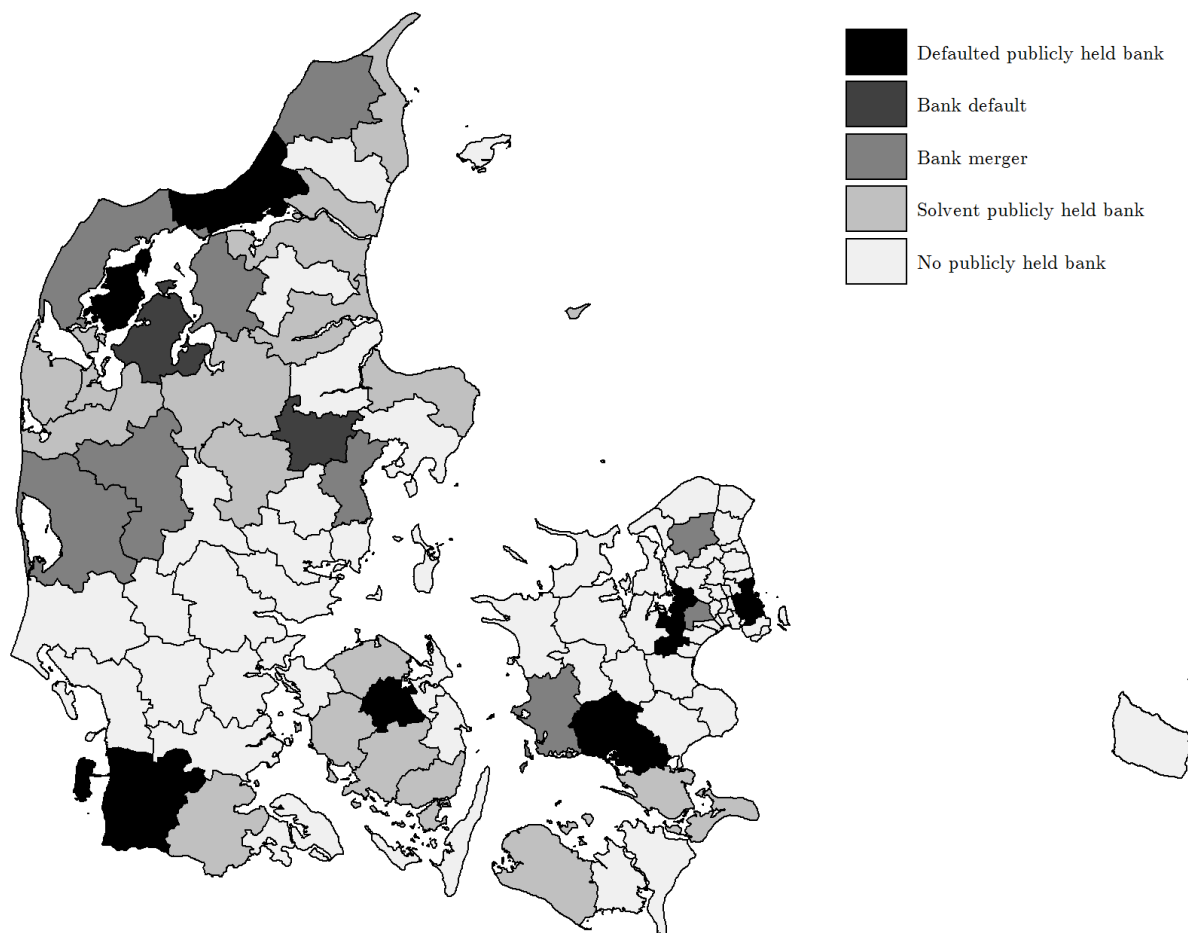 Defaulted publicly held bank
Bank default
Bank merger
Solvent publicly held bank
No publicly held bank